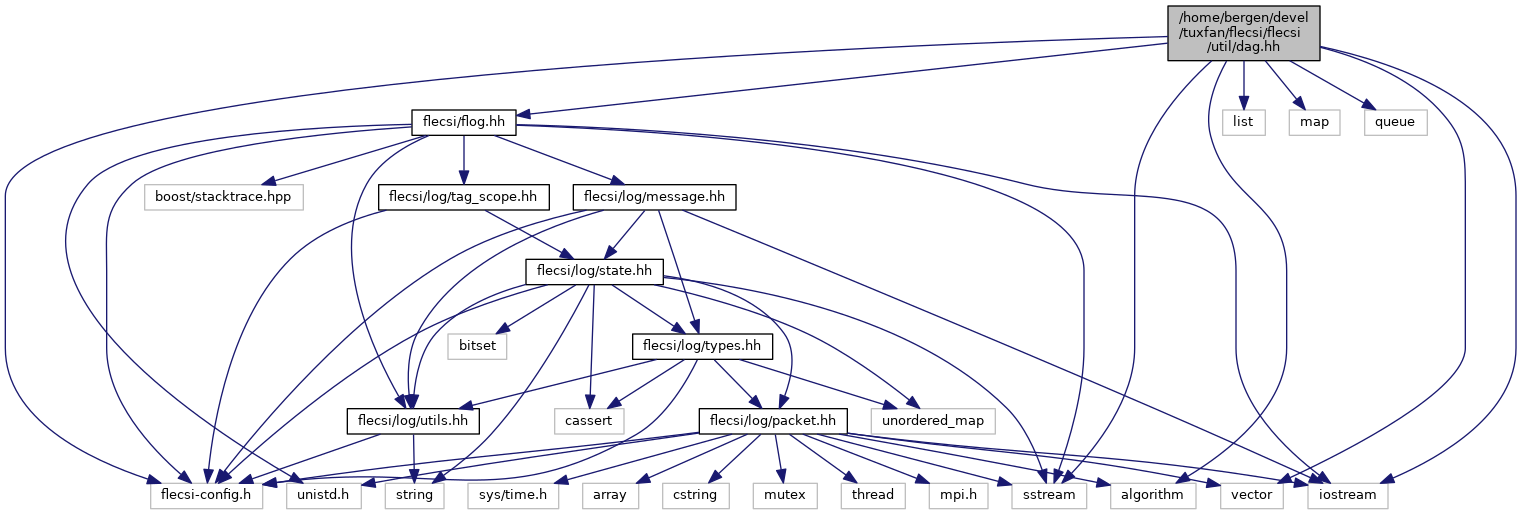 /home/bergen/devel
/tuxfan/flecsi/flecsi
/util/dag.hh
flecsi/flog.hh
list
map
queue
boost/stacktrace.hpp
flecsi/log/tag_scope.hh
flecsi/log/message.hh
flecsi/log/state.hh
bitset
flecsi/log/types.hh
flecsi/log/utils.hh
cassert
flecsi/log/packet.hh
unordered_map
flecsi-config.h
unistd.h
string
sys/time.h
array
cstring
mutex
thread
mpi.h
sstream
algorithm
vector
iostream